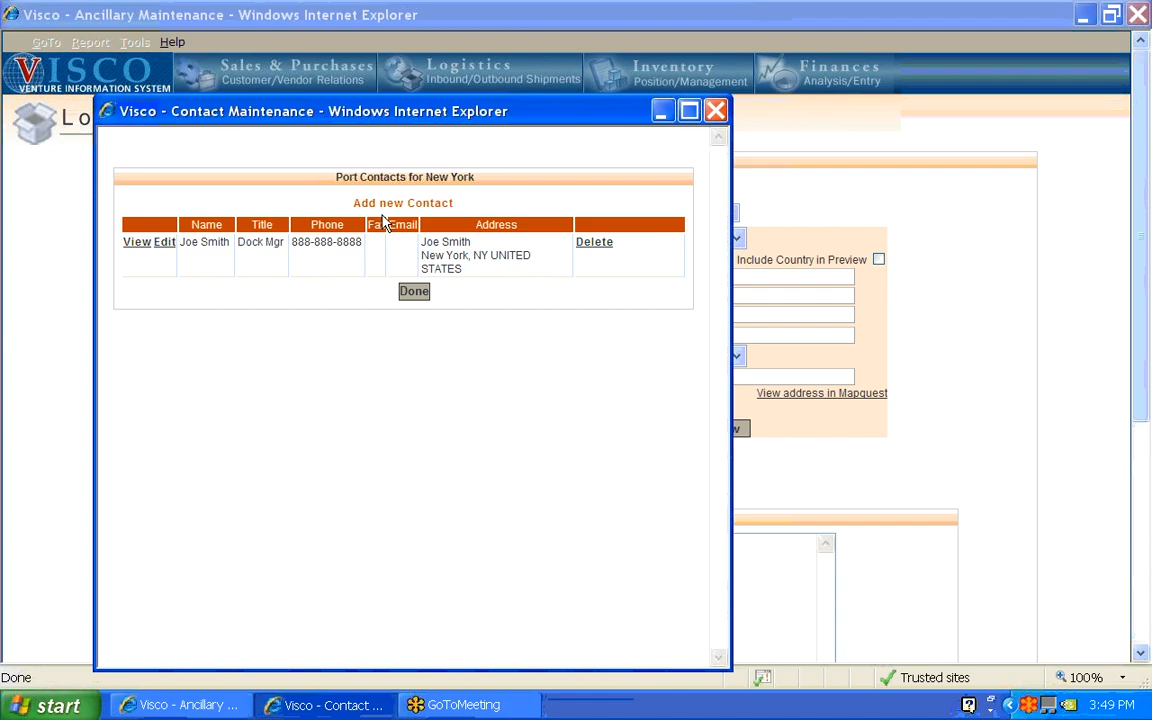 Visco - Ancillary Maintenance - Windows Internet Explorer
GoTo Report Tools Help
VISCO
VENTURE INFORMATION SYSTEM
Sales & Purchases
Customer/Vendor Relations
Logistics
Inbound/Outbound Shipments
Inventory
Position/Management
Finances
Analysis/Entry
Lo
Visco - Contact Maintenance - Windows Internet Explorer
Port Contacts for New York
Add new Contact
Name Title Phone Fa Email Address
View Edit Joe Smith Dock Mgr 888-888-8888 Joe Smith Delete
New York, NY UNITED
STATES
Done
Include Country in Preview
View address in Mapquest
w
Done
Trusted sites
100%
start
Visco - Ancillary ...
Visco - Contact ...
GoToMeeting
3:49 PM